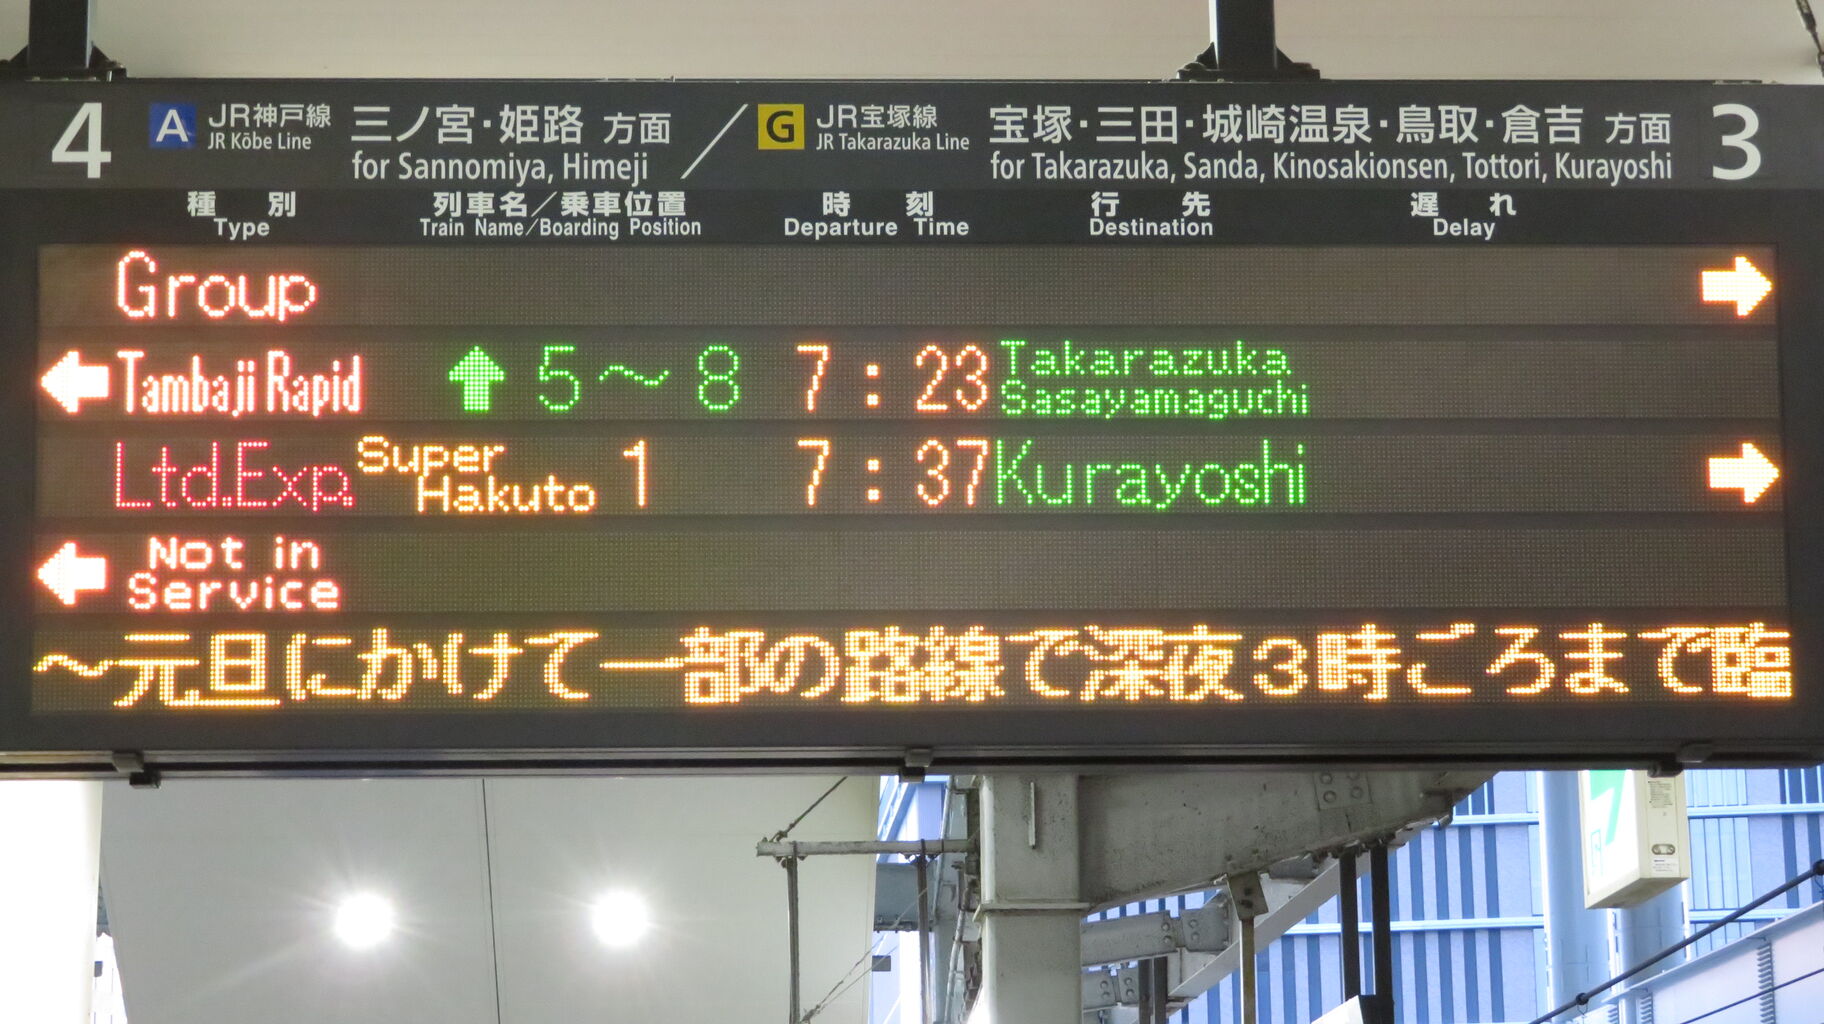 4 A JR神戸線 三ノ宮・姫路 方面 / G JR宝塚線 宝塚・三田・城崎温泉・鳥取・倉吉 方面 3
JR Kōbe Line for Sannomiya, Himeji JR Takarazuka Line for Takarazuka, Sanda, Kinosakionsen, Tottori, Kurayoshi
種別 列車名/乗車位置 時刻 行先 遅れ
Type Train Name/Boarding Position Departure Time Destination Delay
Group →
← Tambaji Rapid ↑ 5〜8 7:23 Takarazuka Sasayamaguchi
Ltd.Exp. Super Hakuto 1 7:37 Kurayoshi →
← Not in Service
〜元旦にかけて一部の路線で深夜3時ごろまで臨